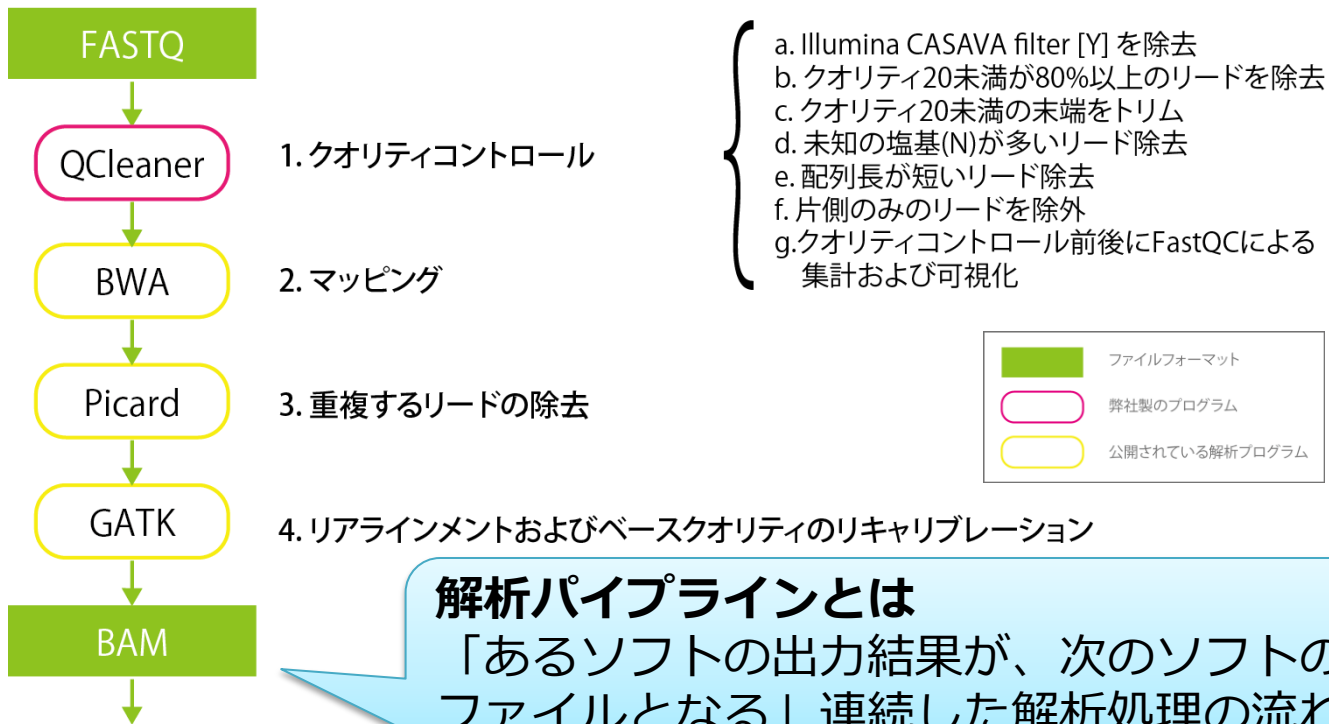 FASTQ
QCleaner
1. クオリティコントロール
a. Illumina CASAVA filter [Y] を除去
b. クオリティ20未満が80%以上のリードを除去
c. クオリティ20未満の末端をトリム
d. 未知の塩基(N)が多いリード除去
e. 配列長が短いリード除去
f. 片側のみのリードを除外
g.クオリティコントロール前後にFastQCによる
集計および可視化
BWA
2. マッピング
Picard
3. 重複するリードの除去
ファイルフォーマット
弊社製のプログラム
公開されている解析プログラム
GATK
4. リアラインメントおよびベースクオリティのリキャリブレーション
BAM
解析パイプラインとは
「あるソフトの出力結果が、次のソフトの
ファイルとなる」連続した解析処理の流れ